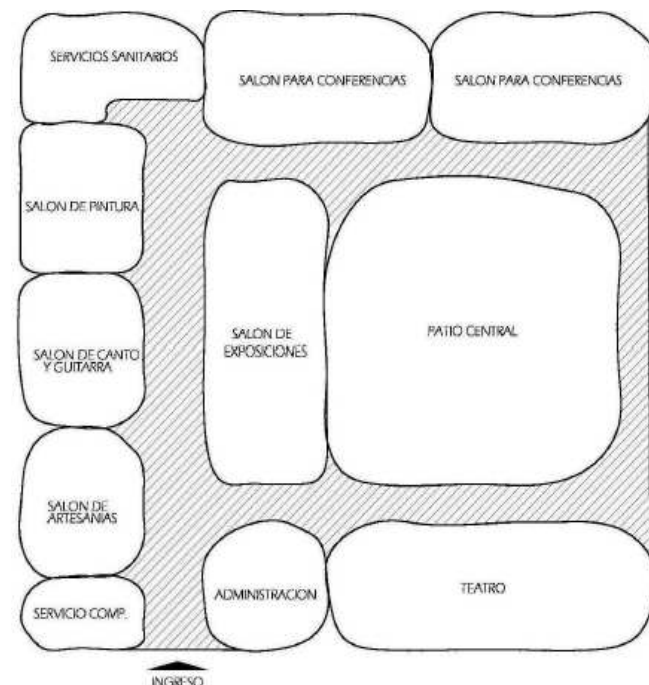 SERVICIOS SANITARIOS
SALON PARA CONFERENCIAS
SALON PARA CONFERENCIAS
SALON DE PINTURA
SALON DE CANTO
Y GUITARRA
SALON DE
EXPOSICIONES
PATIO CENTRAL
SALON DE
ARTESANIAS
SERVICIO COMP.
ADMINISTRACION
TEATRO
INGRESO